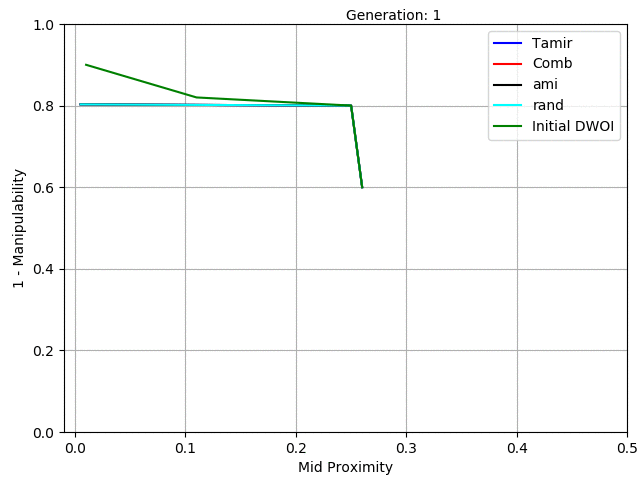 Generation: 1
1.0
0.8
0.6
0.4
0.2
0.0
1 - Manipulability
Tamir
Comb
ami
rand
Initial DWOI
0.0 0.1 0.2 0.3 0.4 0.5
Mid Proximity